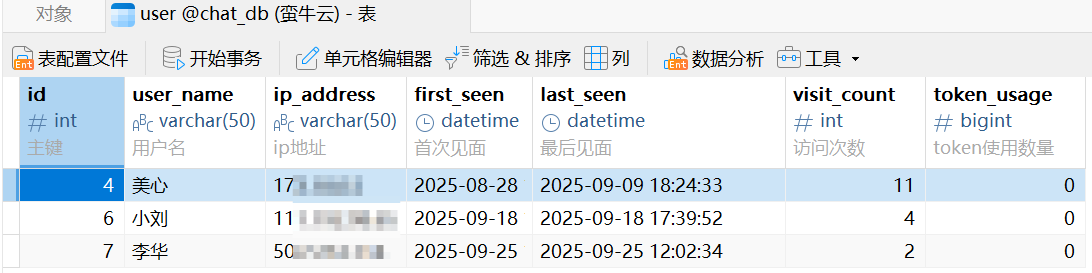 对象 user @chat_db (蛮牛云) - 表
Ent 表配置文件 开始事务 单元格编辑器 筛选 & 排序 列 Ent 数据分析 工具
id user_name ip_address first_seen last_seen visit_count token_usage
# int ABC varchar(50) ABC varchar(50) datetime datetime # int # bigint
主键 用户名 ip地址 首次见面 最后见面 访问次数 token使用数量
4 美心 17 2025-08-28 2025-09-09 18:24:33 11 0
6 小刘 11 2025-09-18 2025-09-18 17:39:52 4 0
7 李华 50 2025-09-25 2025-09-25 12:02:34 2 0